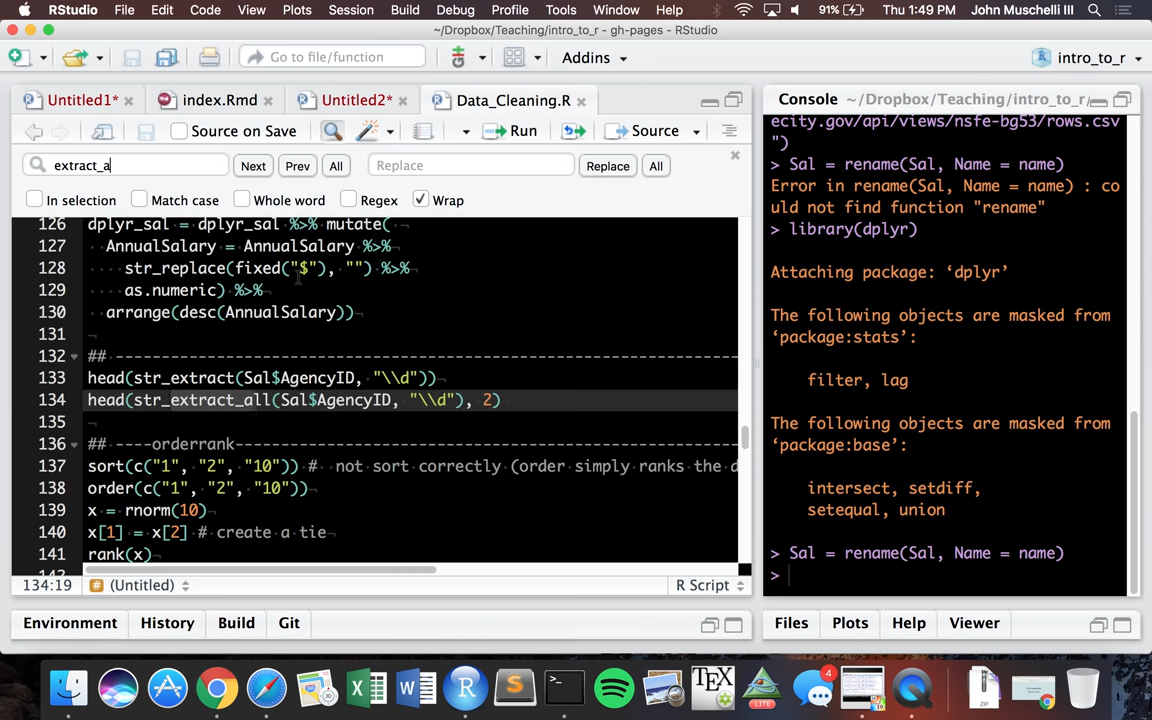 RStudio File Edit Code View Plots Session Build Debug Profile Tools Window Help 91% Thu 1:49 PM John Muschelli III
~/Dropbox/Teaching/intro_to_r - gh-pages - RStudio
Go to file/function Addins intro_to_r
Untitled1* index.Rmd Untitled2* Data_Cleaning.R
Source on Save Run Source
extract_a Next Prev All Replace Replace All
In selection Match case Whole word Regex Wrap
126 dplyr_sal = dplyr_sal %>% mutate(
127 AnnualSalary = AnnualSalary %>%
128 str_replace(fixed("$"), "") %>%
129 as.numeric) %>%
130 arrange(desc(AnnualSalary))
131
132 ## ------------------------------------------------------------
133 head(str_extract(Sal$AgencyID, "\\d"))
134 head(str_extract_all(Sal$AgencyID, "\\d"), 2)
135
136 ## -----orderrank----------------------------------------------
137 sort(c("1", "2", "10")) # not sort correctly (order simply ranks the d
138 order(c("1", "2", "10"))
139 x = rnorm(10)
140 x[1] = x[2] # create a tie
141 rank(x)
134:19 (Untitled) R Script
Environment History Build Git
Console ~/Dropbox/Teaching/intro_to_r/
ecity.gov/api/views/nsfe-bg53/rows.csv
")
> Sal = rename(Sal, Name = name)
Error in rename(Sal, Name = name) : co
uld not find function "rename"
> library(dplyr)
Attaching package: ‘dplyr’
The following objects are masked from
‘package:stats’:
filter, lag
The following objects are masked from
‘package:base’:
intersect, setdiff,
setequal, union
> Sal = rename(Sal, Name = name)
>
Files Plots Help Viewer
X W R S >_ TEX LITE 4 ZIP